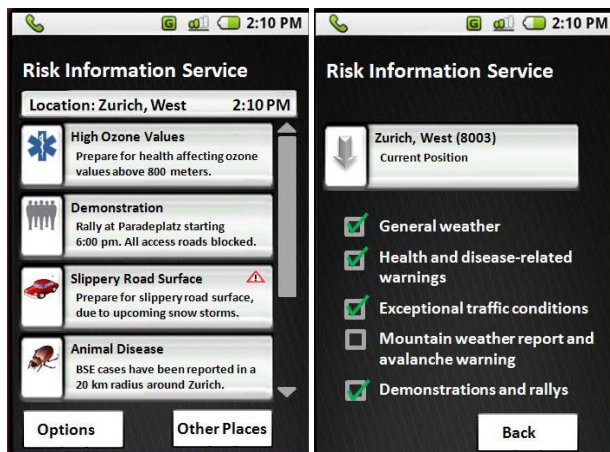 G
2:10 PM
Risk Information Service
Location: Zurich, West 2:10 PM
High Ozone Values
Prepare for health affecting ozone
values above 800 meters.
Demonstration
Rally at Paradeplatz starting
6:00 pm. All access roads blocked.
Slippery Road Surface
Prepare for slippery road surface,
due to upcoming snow storms.
Animal Disease
BSE cases have been reported in a
20 km radius around Zurich.
Options
Other Places
G
2:10 PM
Risk Information Service
Zurich, West (8003)
Current Position
General weather
Health and disease-related
warnings
Exceptional traffic conditions
Mountain weather report and
avalanche warning
Demonstrations and rallys
Back